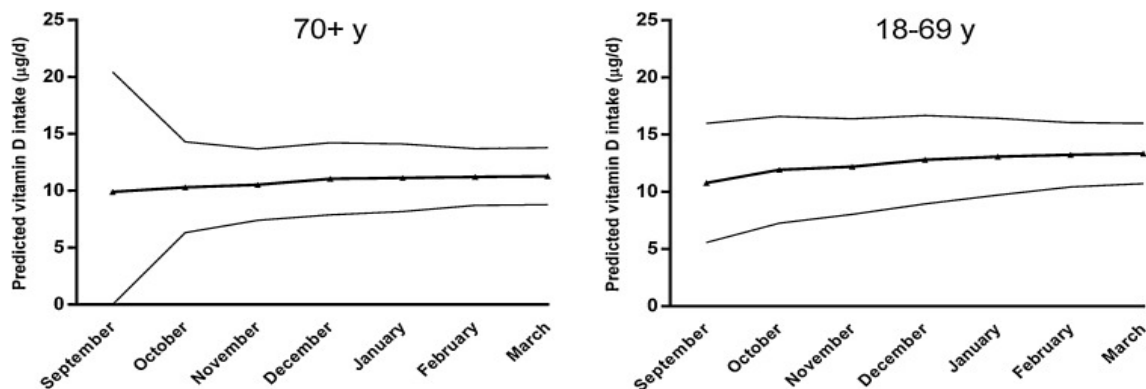 70+ y
Predicted vitamin D intake (µg/d)
25
20
15
10
5
0
September
October
November
December
January
February
March
18-69 y
Predicted vitamin D intake (µg/d)
25
20
15
10
5
0
September
October
November
December
January
February
March